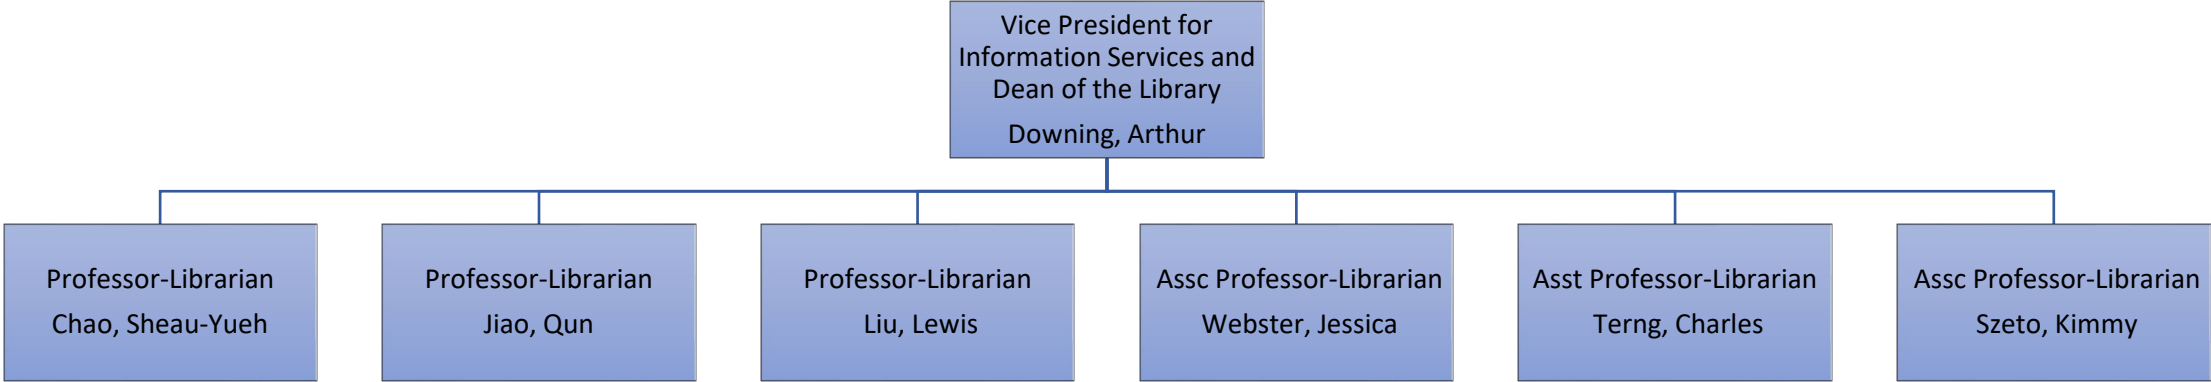 Vice President for
Information Services and
Dean of the Library
Downing, Arthur
Professor-Librarian
Chao, Sheau-Yueh
Professor-Librarian
Jiao, Qun
Professor-Librarian
Liu, Lewis
Assc Professor-Librarian
Webster, Jessica
Asst Professor-Librarian
Terng, Charles
Assc Professor-Librarian
Szeto, Kimmy